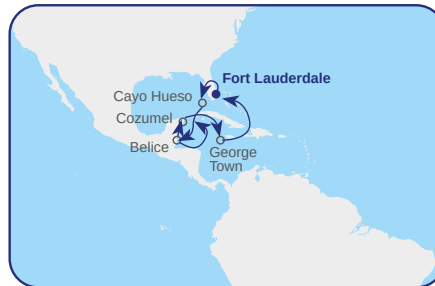 Fort Lauderdale
Cayo Hueso
Cozumel
Belice
George
Town